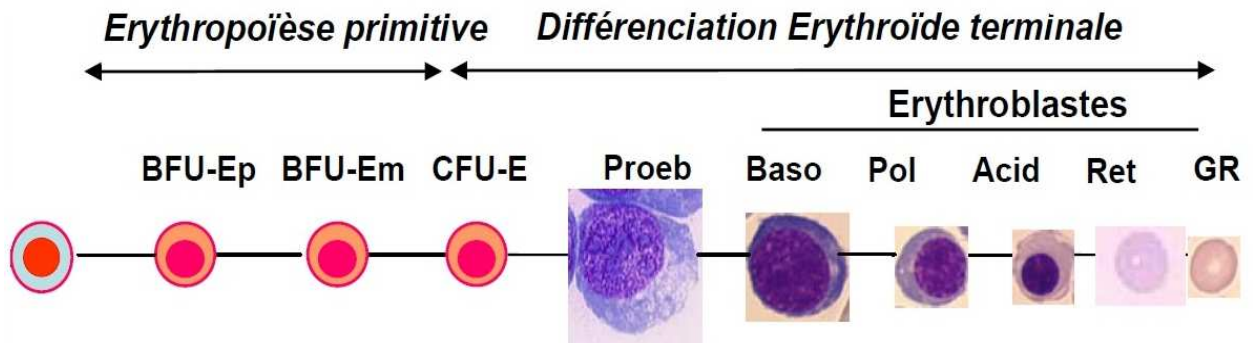 Erythropoïèse primitive Différenciation Erythroïde terminale
Erythroblastes
BFU-Ep BFU-Em CFU-E Proeb Baso Pol Acid Ret GR